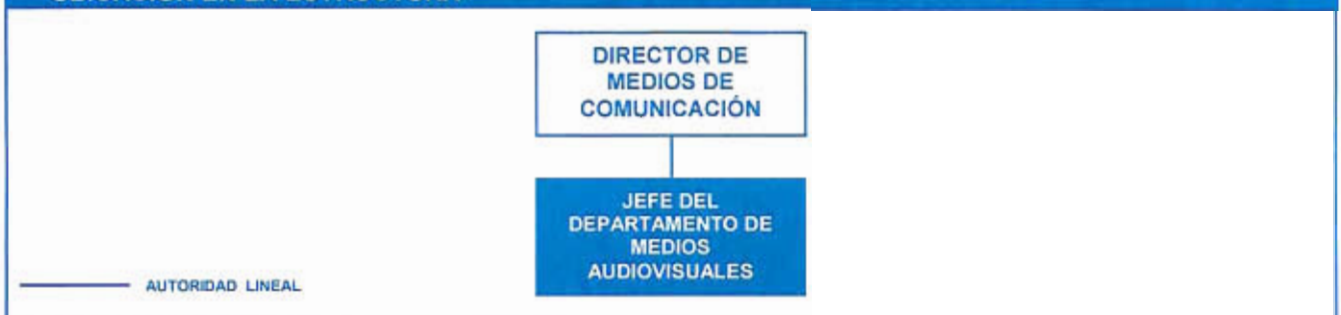 DIRECTOR DE
MEDIOS DE
COMUNICACIÓN
JEFE DEL
DEPARTAMENTO DE
MEDIOS
AUDIOVISUALES
AUTORIDAD LINEAL